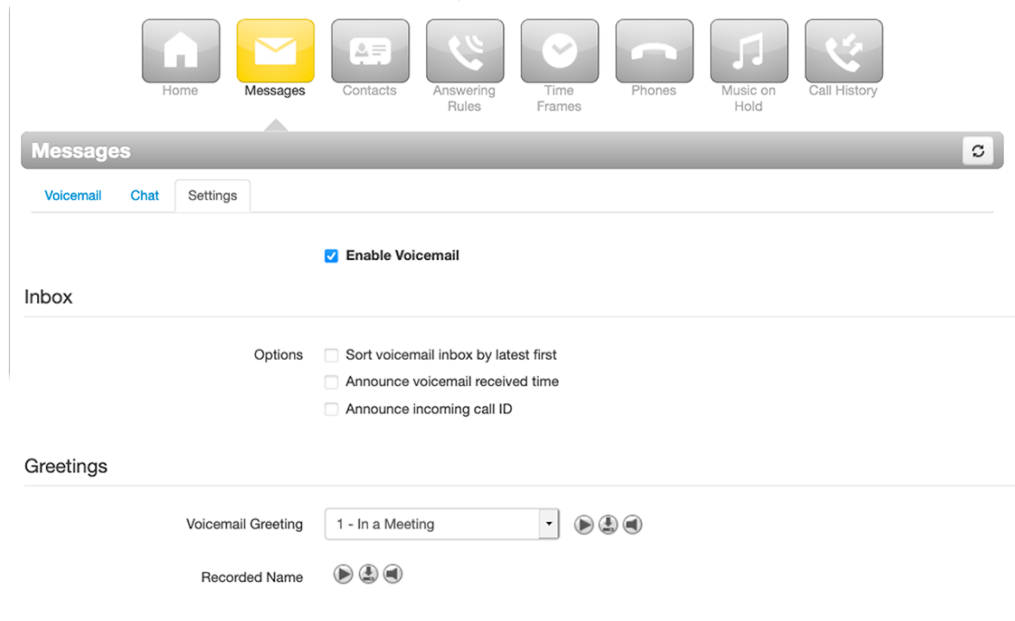 Home Messages Contacts Answering Rules Time Frames Phones Music on Hold Call History
Messages
Voicemail Chat Settings
Enable Voicemail
Inbox
Options Sort voicemail inbox by latest first
Announce voicemail received time
Announce incoming call ID
Greetings
Voicemail Greeting 1 - In a Meeting
Recorded Name